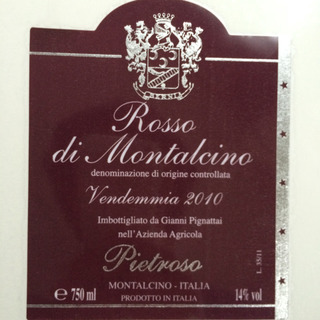 Rosso
di Montalcino
denominazione di origine controllata
Vendemmia 2010
Imbottigliato da Gianni Pignattai
nell'Azienda Agricola
Pietroso
MONTALCINO - ITALIA
℮ 750 ml
PRODOTTO IN ITALIA
14% vol
L. 35/11